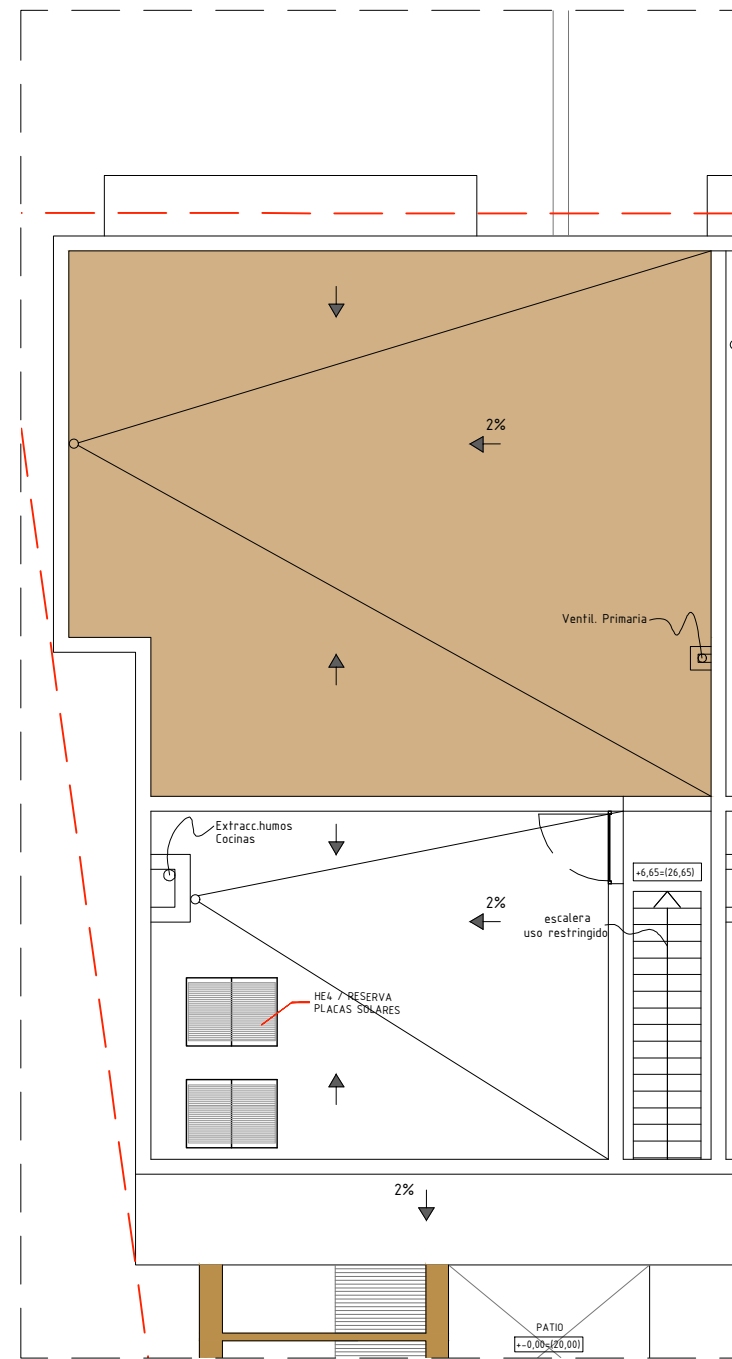 2%
Ventil. Primaria
Extracc.humos
Cocinas
+6,65=(26,65)
2%
escalera
uso restringido
HE4 / RESERVA
PLACAS SOLARES
2%
PATIO
+-0,00=(20,00)